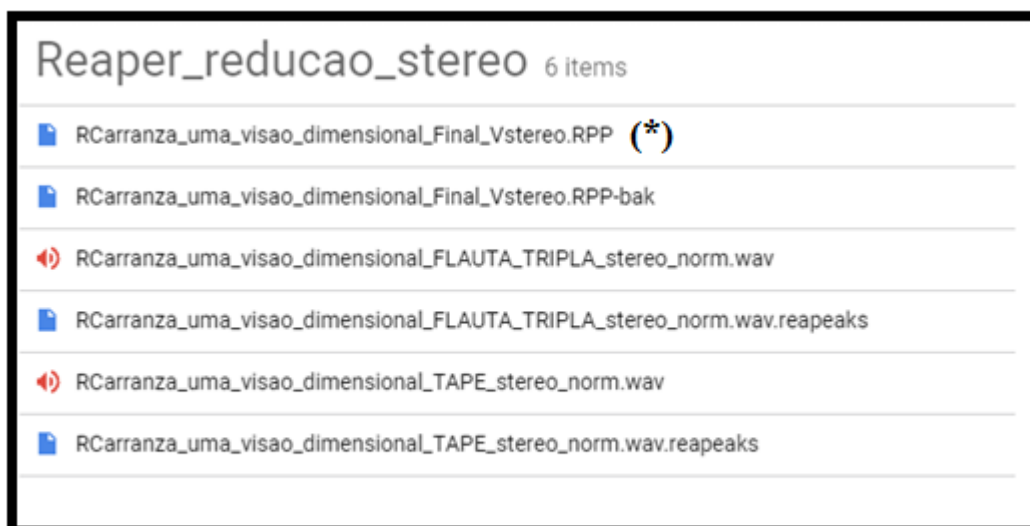 Reaper_reducao_stereo 6 items
RCarranza_uma_visao_dimensional_Final_Vstereo.RPP (*)
RCarranza_uma_visao_dimensional_Final_Vstereo.RPP-bak
RCarranza_uma_visao_dimensional_FLAUTA_TRIPLA_stereo_norm.wav
RCarranza_uma_visao_dimensional_FLAUTA_TRIPLA_stereo_norm.wav.reapeaks
RCarranza_uma_visao_dimensional_TAPE_stereo_norm.wav
RCarranza_uma_visao_dimensional_TAPE_stereo_norm.wav.reapeaks